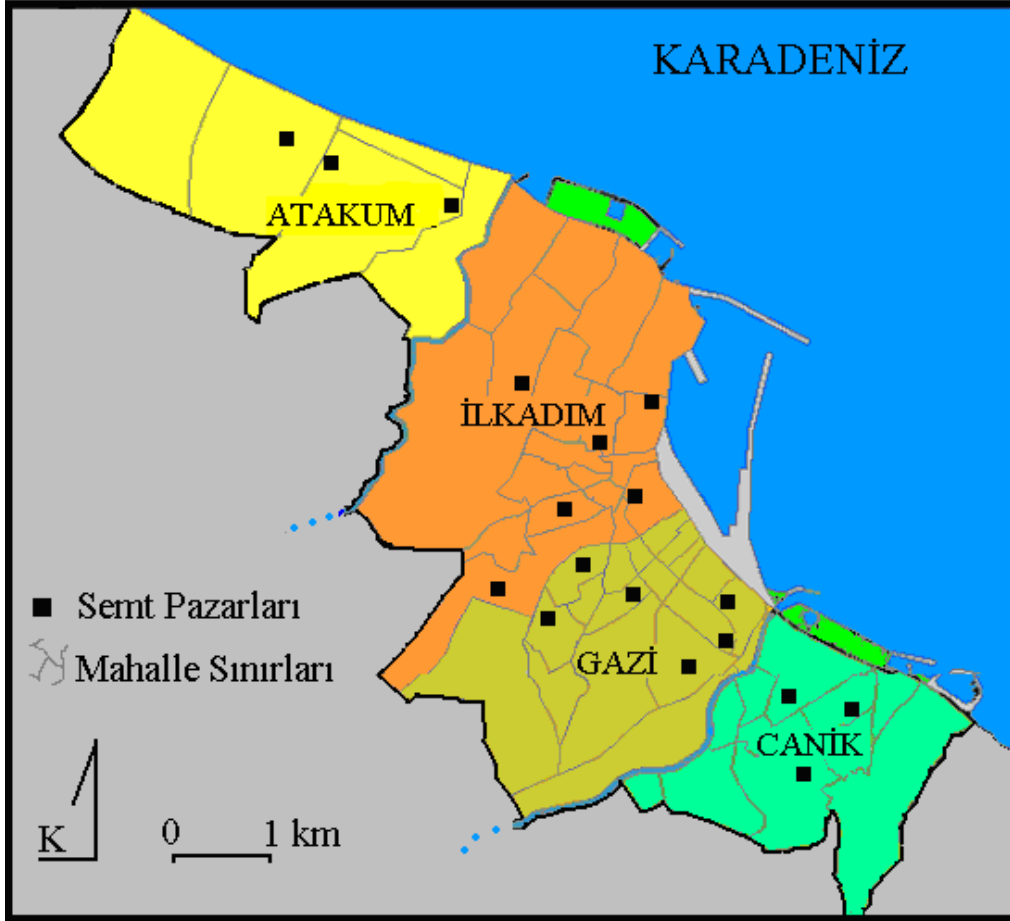 KARADENİZ
ATAKUM
İLKADIM
Semt Pazarları
GAZİ
Mahalle Sınırları
CANİK
K
0 1 km